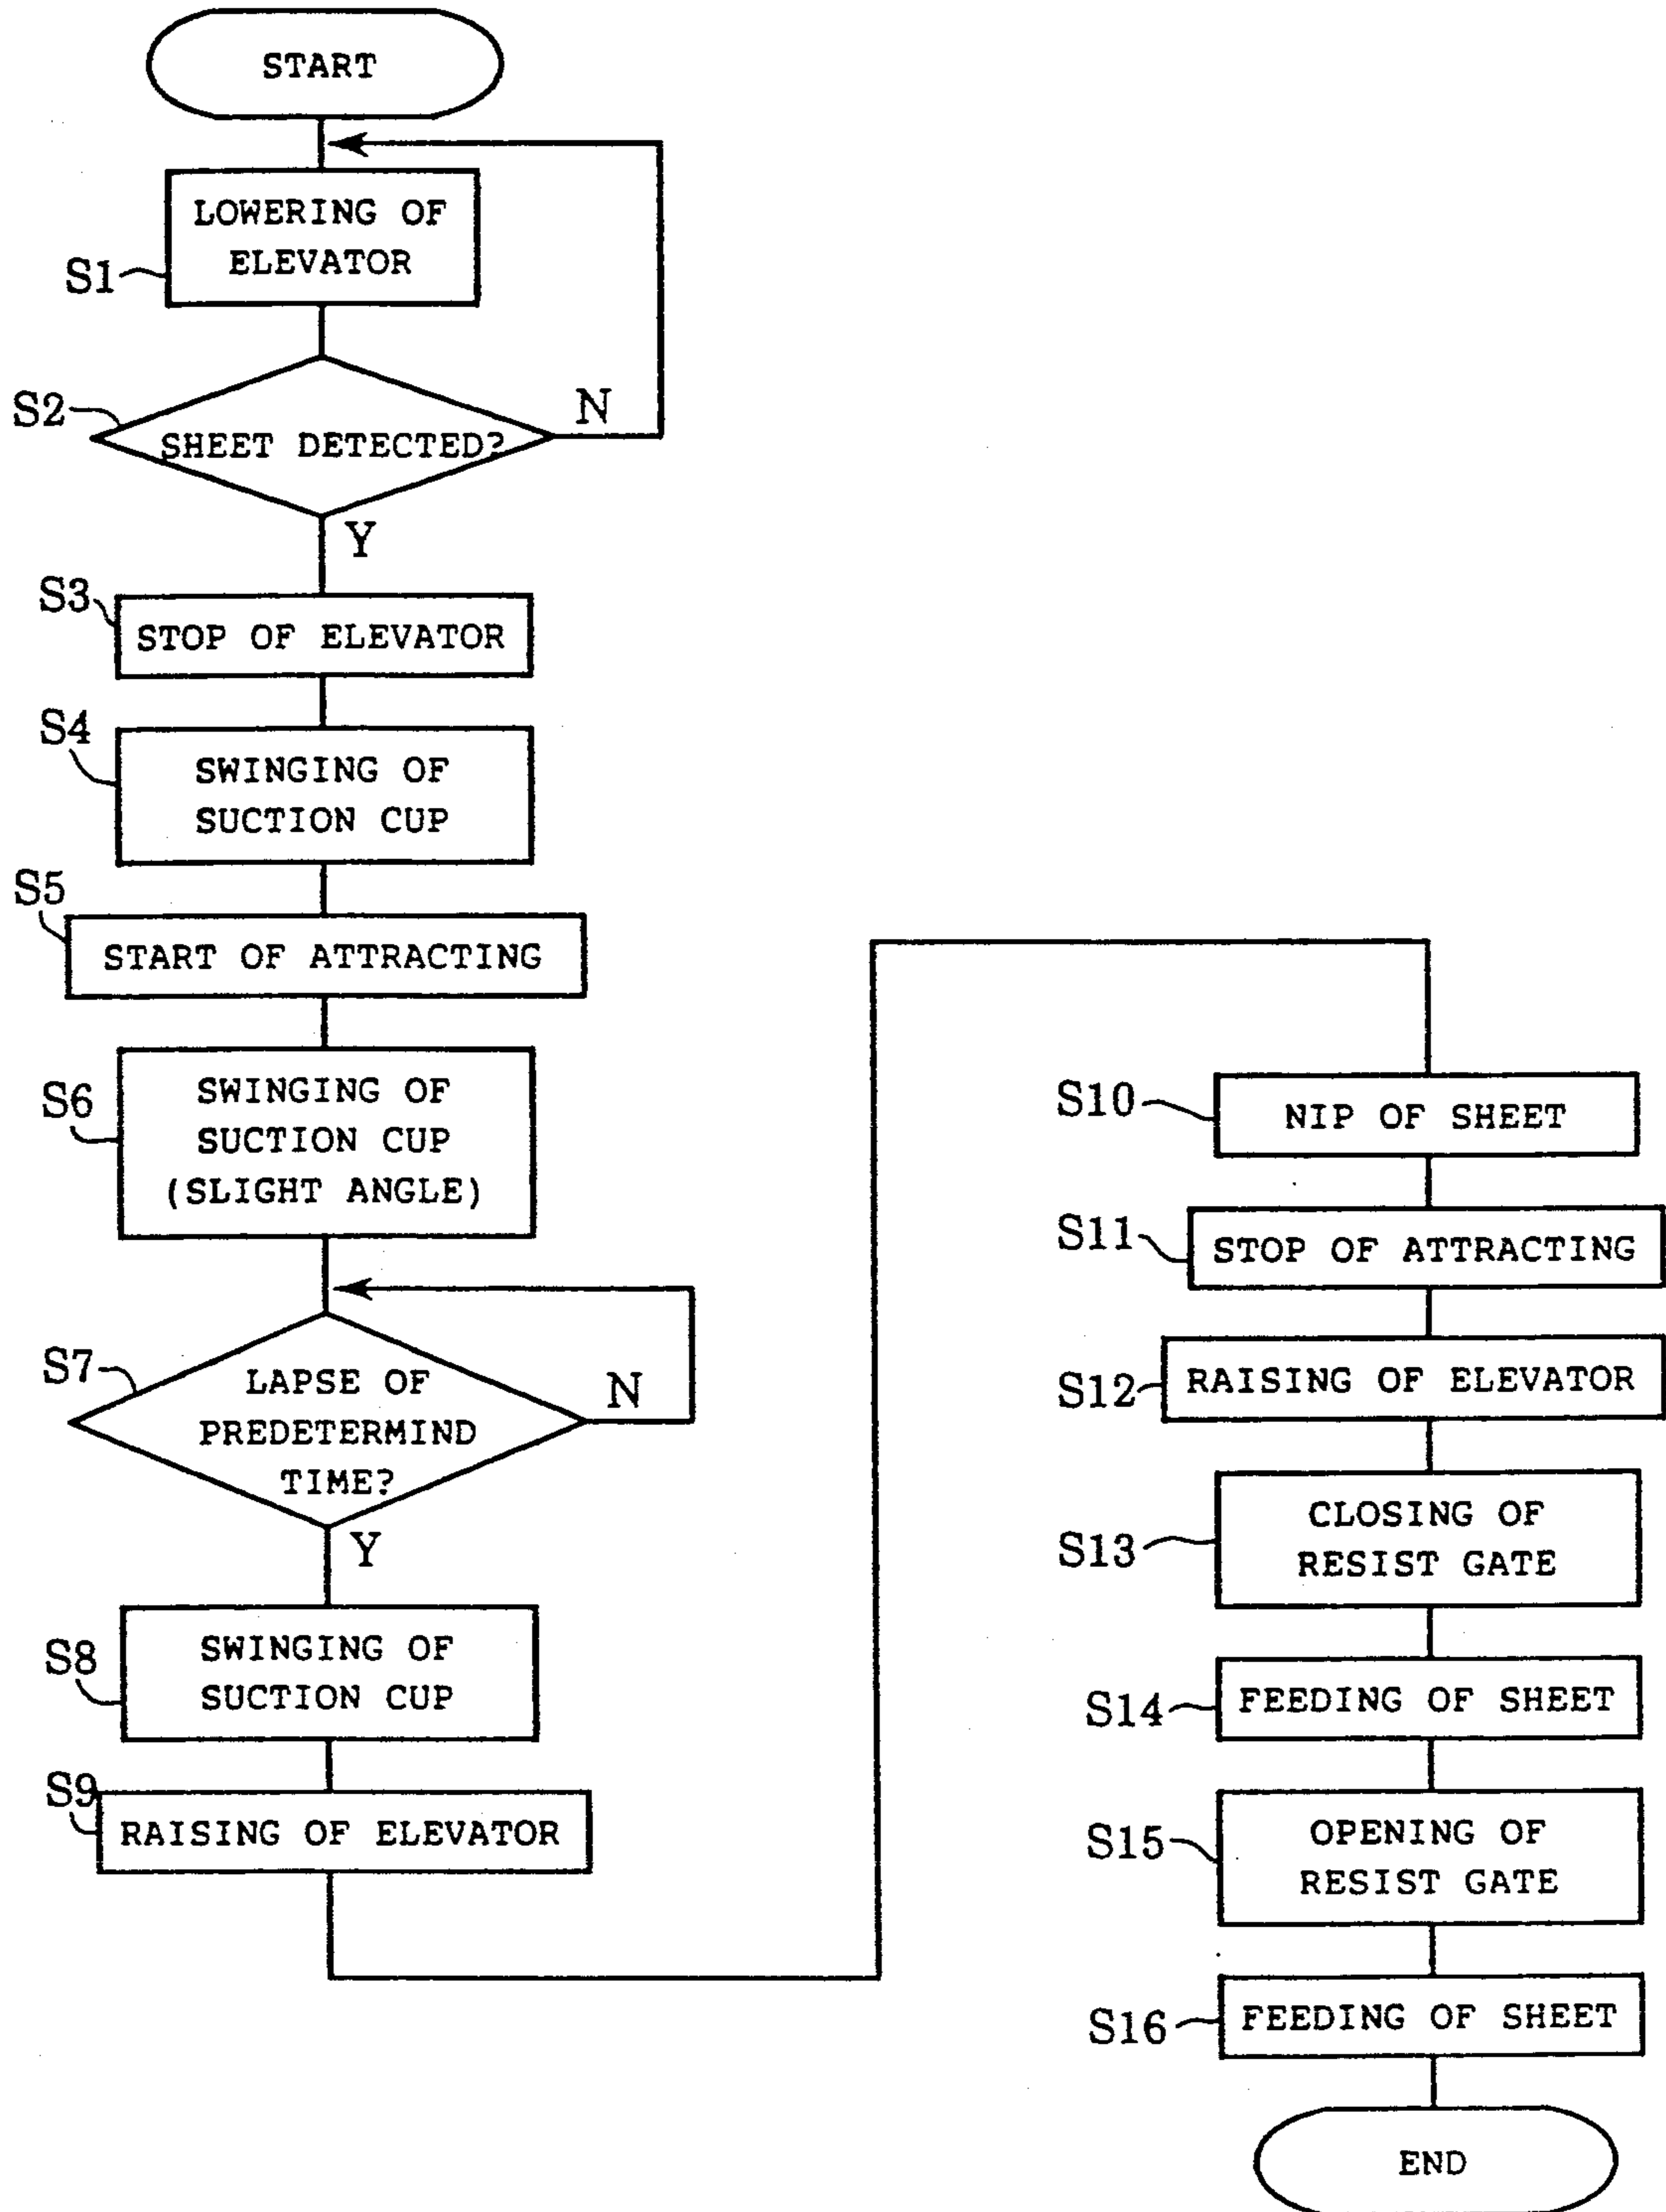 START
LOWERING OF
ELEVATOR
S1
S2
SHEET DETECTED?
N
Y
S3
STOP OF ELEVATOR
S4
SWINGING OF
SUCTION CUP
S5
START OF ATTRACTING
S6
SWINGING OF
SUCTION CUP
(SLIGHT ANGLE)
S7
LAPSE OF
PREDETERMIND
TIME?
N
Y
S8
SWINGING OF
SUCTION CUP
S9
RAISING OF ELEVATOR
S10
NIP OF SHEET
S11
STOP OF ATTRACTING
S12
RAISING OF ELEVATOR
S13
CLOSING OF
RESIST GATE
S14
FEEDING OF SHEET
S15
OPENING OF
RESIST GATE
S16
FEEDING OF SHEET
END